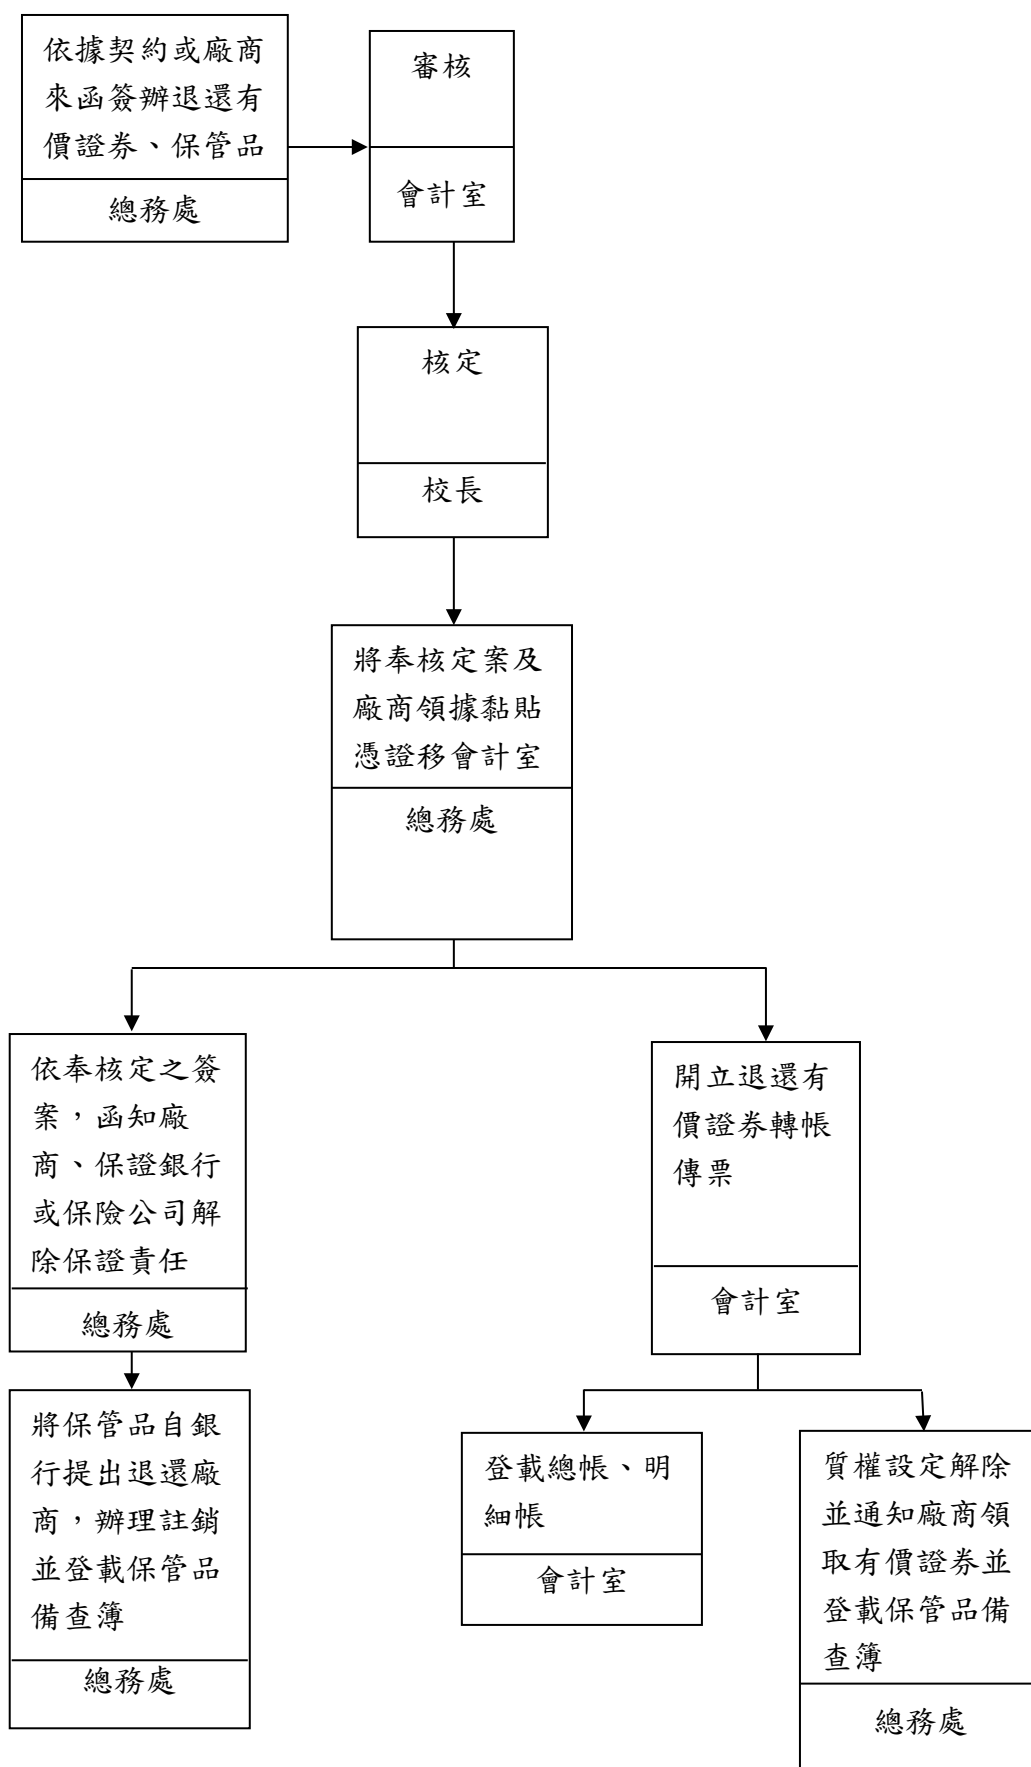 依據契約或廠商
來函簽辦退還有
價證券、保管品
總務處
審核
會計室
核定
校長
將奉核定案及
廠商領據黏貼
憑證移會計室
總務處
依奉核定之簽
案，函知廠
商、保證銀行
或保險公司解
除保證責任
總務處
開立退還有
價證券轉帳
傳票
會計室
將保管品自銀
行提出退還廠
商，辦理註銷
並登載保管品
備查簿
總務處
登載總帳、明
細帳
會計室
質權設定解除
並通知廠商領
取有價證券並
登載保管品備
查簿
總務處